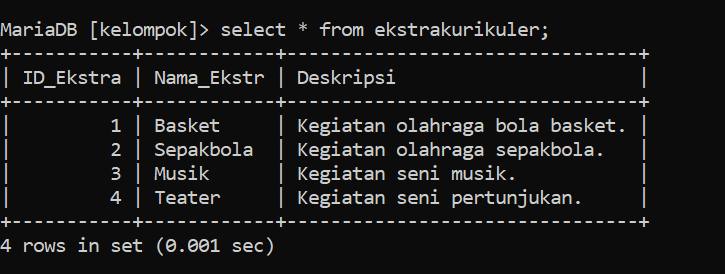 MariaDB [kelompok]> select * from ekstrakurikuler;
+-----------+------------+--------------------------------+
| ID_Ekstra | Nama_Ekstr | Deskripsi                      |
+-----------+------------+--------------------------------+
|         1 | Basket     | Kegiatan olahraga bola basket. |
|         2 | Sepakbola  | Kegiatan olahraga sepakbola.   |
|         3 | Musik      | Kegiatan seni musik.           |
|         4 | Teater     | Kegiatan seni pertunjukan.     |
+-----------+------------+--------------------------------+
4 rows in set (0.001 sec)